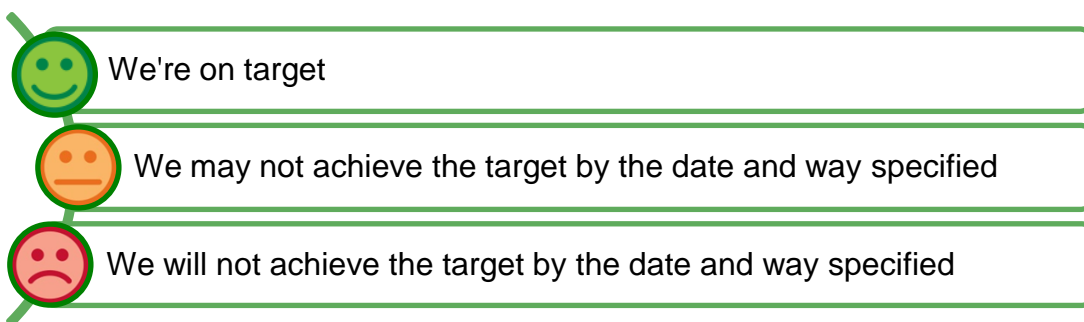 We're on target
We may not achieve the target by the date and way specified
We will not achieve the target by the date and way specified